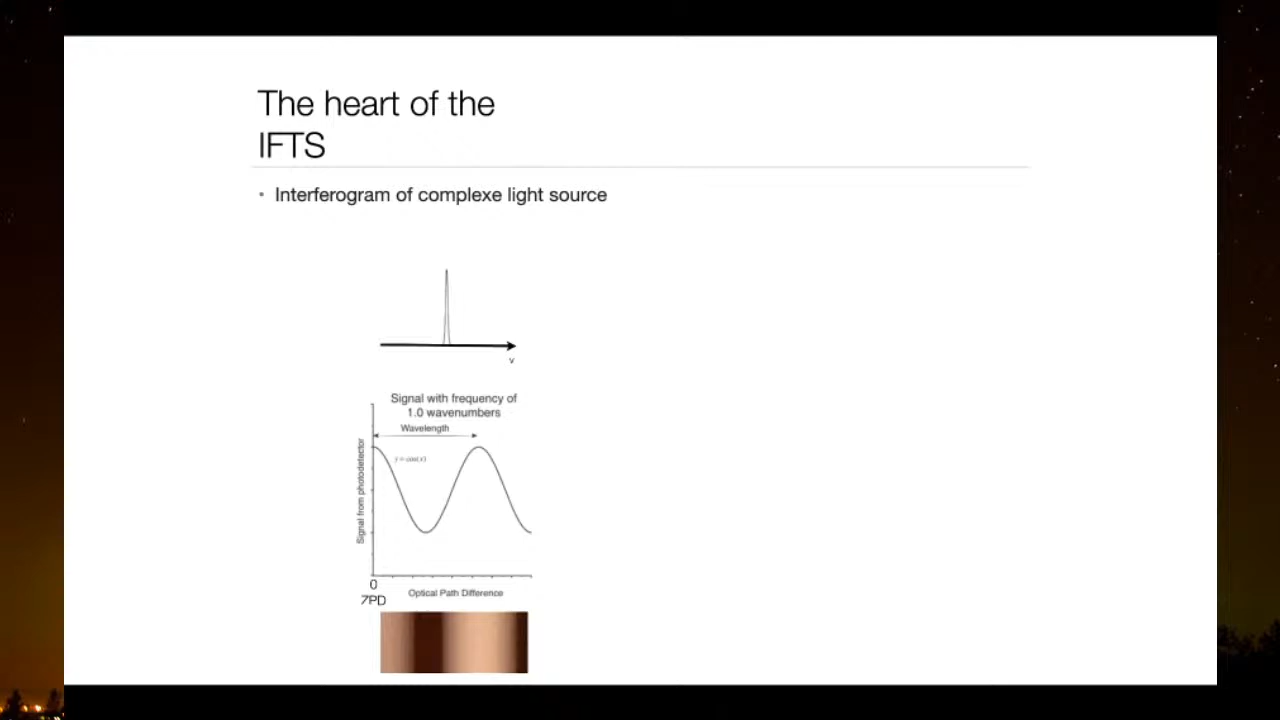 The heart of the
IFTS
• Interferogram of complexe light source
v
Signal with frequency of
1.0 wavenumbers
Wavelength
y = cos(x)
Signal from photodetector
0
ZPD
Optical Path Difference